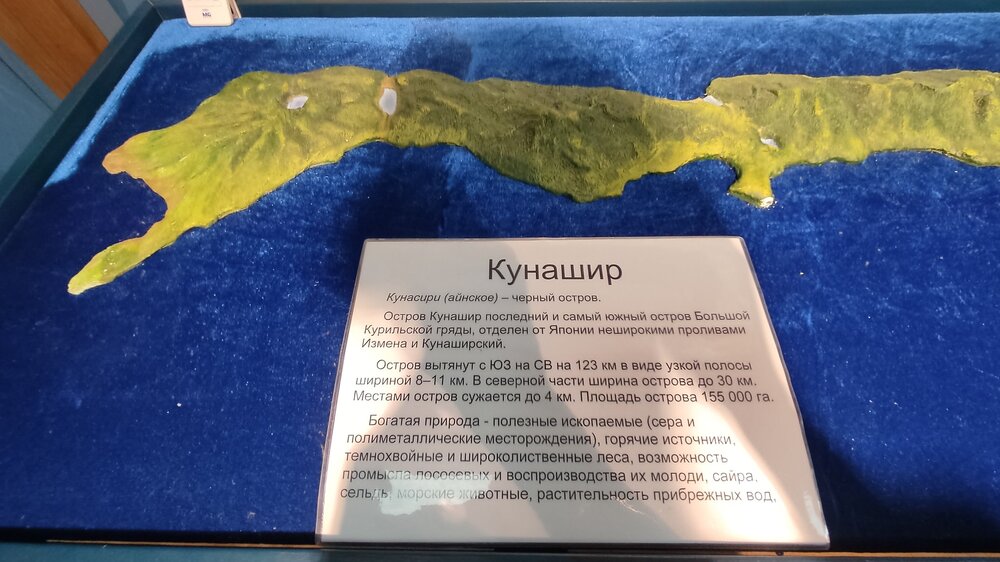 MG
Кунашир
Кунасири (айнское) – черный остров.
Остров Кунашир последний и самый южный остров Большой
Курильской гряды, отделен от Японии неширокими проливами
Измена и Кунаширский.
Остров вытянут с ЮЗ на СВ на 123 км в виде узкой полосы
шириной 8–11 км. В северной части ширина острова до 30 км.
Местами остров сужается до 4 км. Площадь острова 155 000 га.
Богатая природа - полезные ископаемые (сера и
полиметаллические месторождения), горячие источники,
темнохвойные и широколиственные леса, возможность
промысла лососевых и воспроизводства их молоди, сайра,
сельдь, морские животные, растительность прибрежных вод,